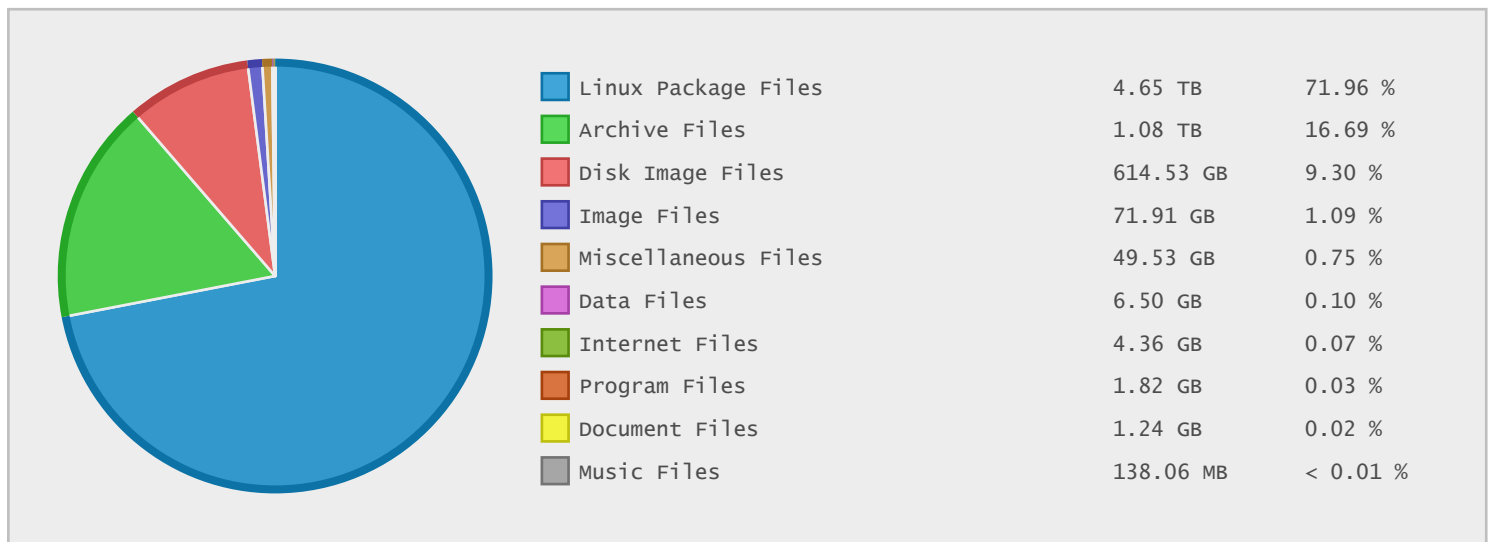 Linux Package Files 4.65 TB 71.96 %
Archive Files 1.08 TB 16.69 %
Disk Image Files 614.53 GB 9.30 %
Image Files 71.91 GB 1.09 %
Miscellaneous Files 49.53 GB 0.75 %
Data Files 6.50 GB 0.10 %
Internet Files 4.36 GB 0.07 %
Program Files 1.82 GB 0.03 %
Document Files 1.24 GB 0.02 %
Music Files 138.06 MB < 0.01 %